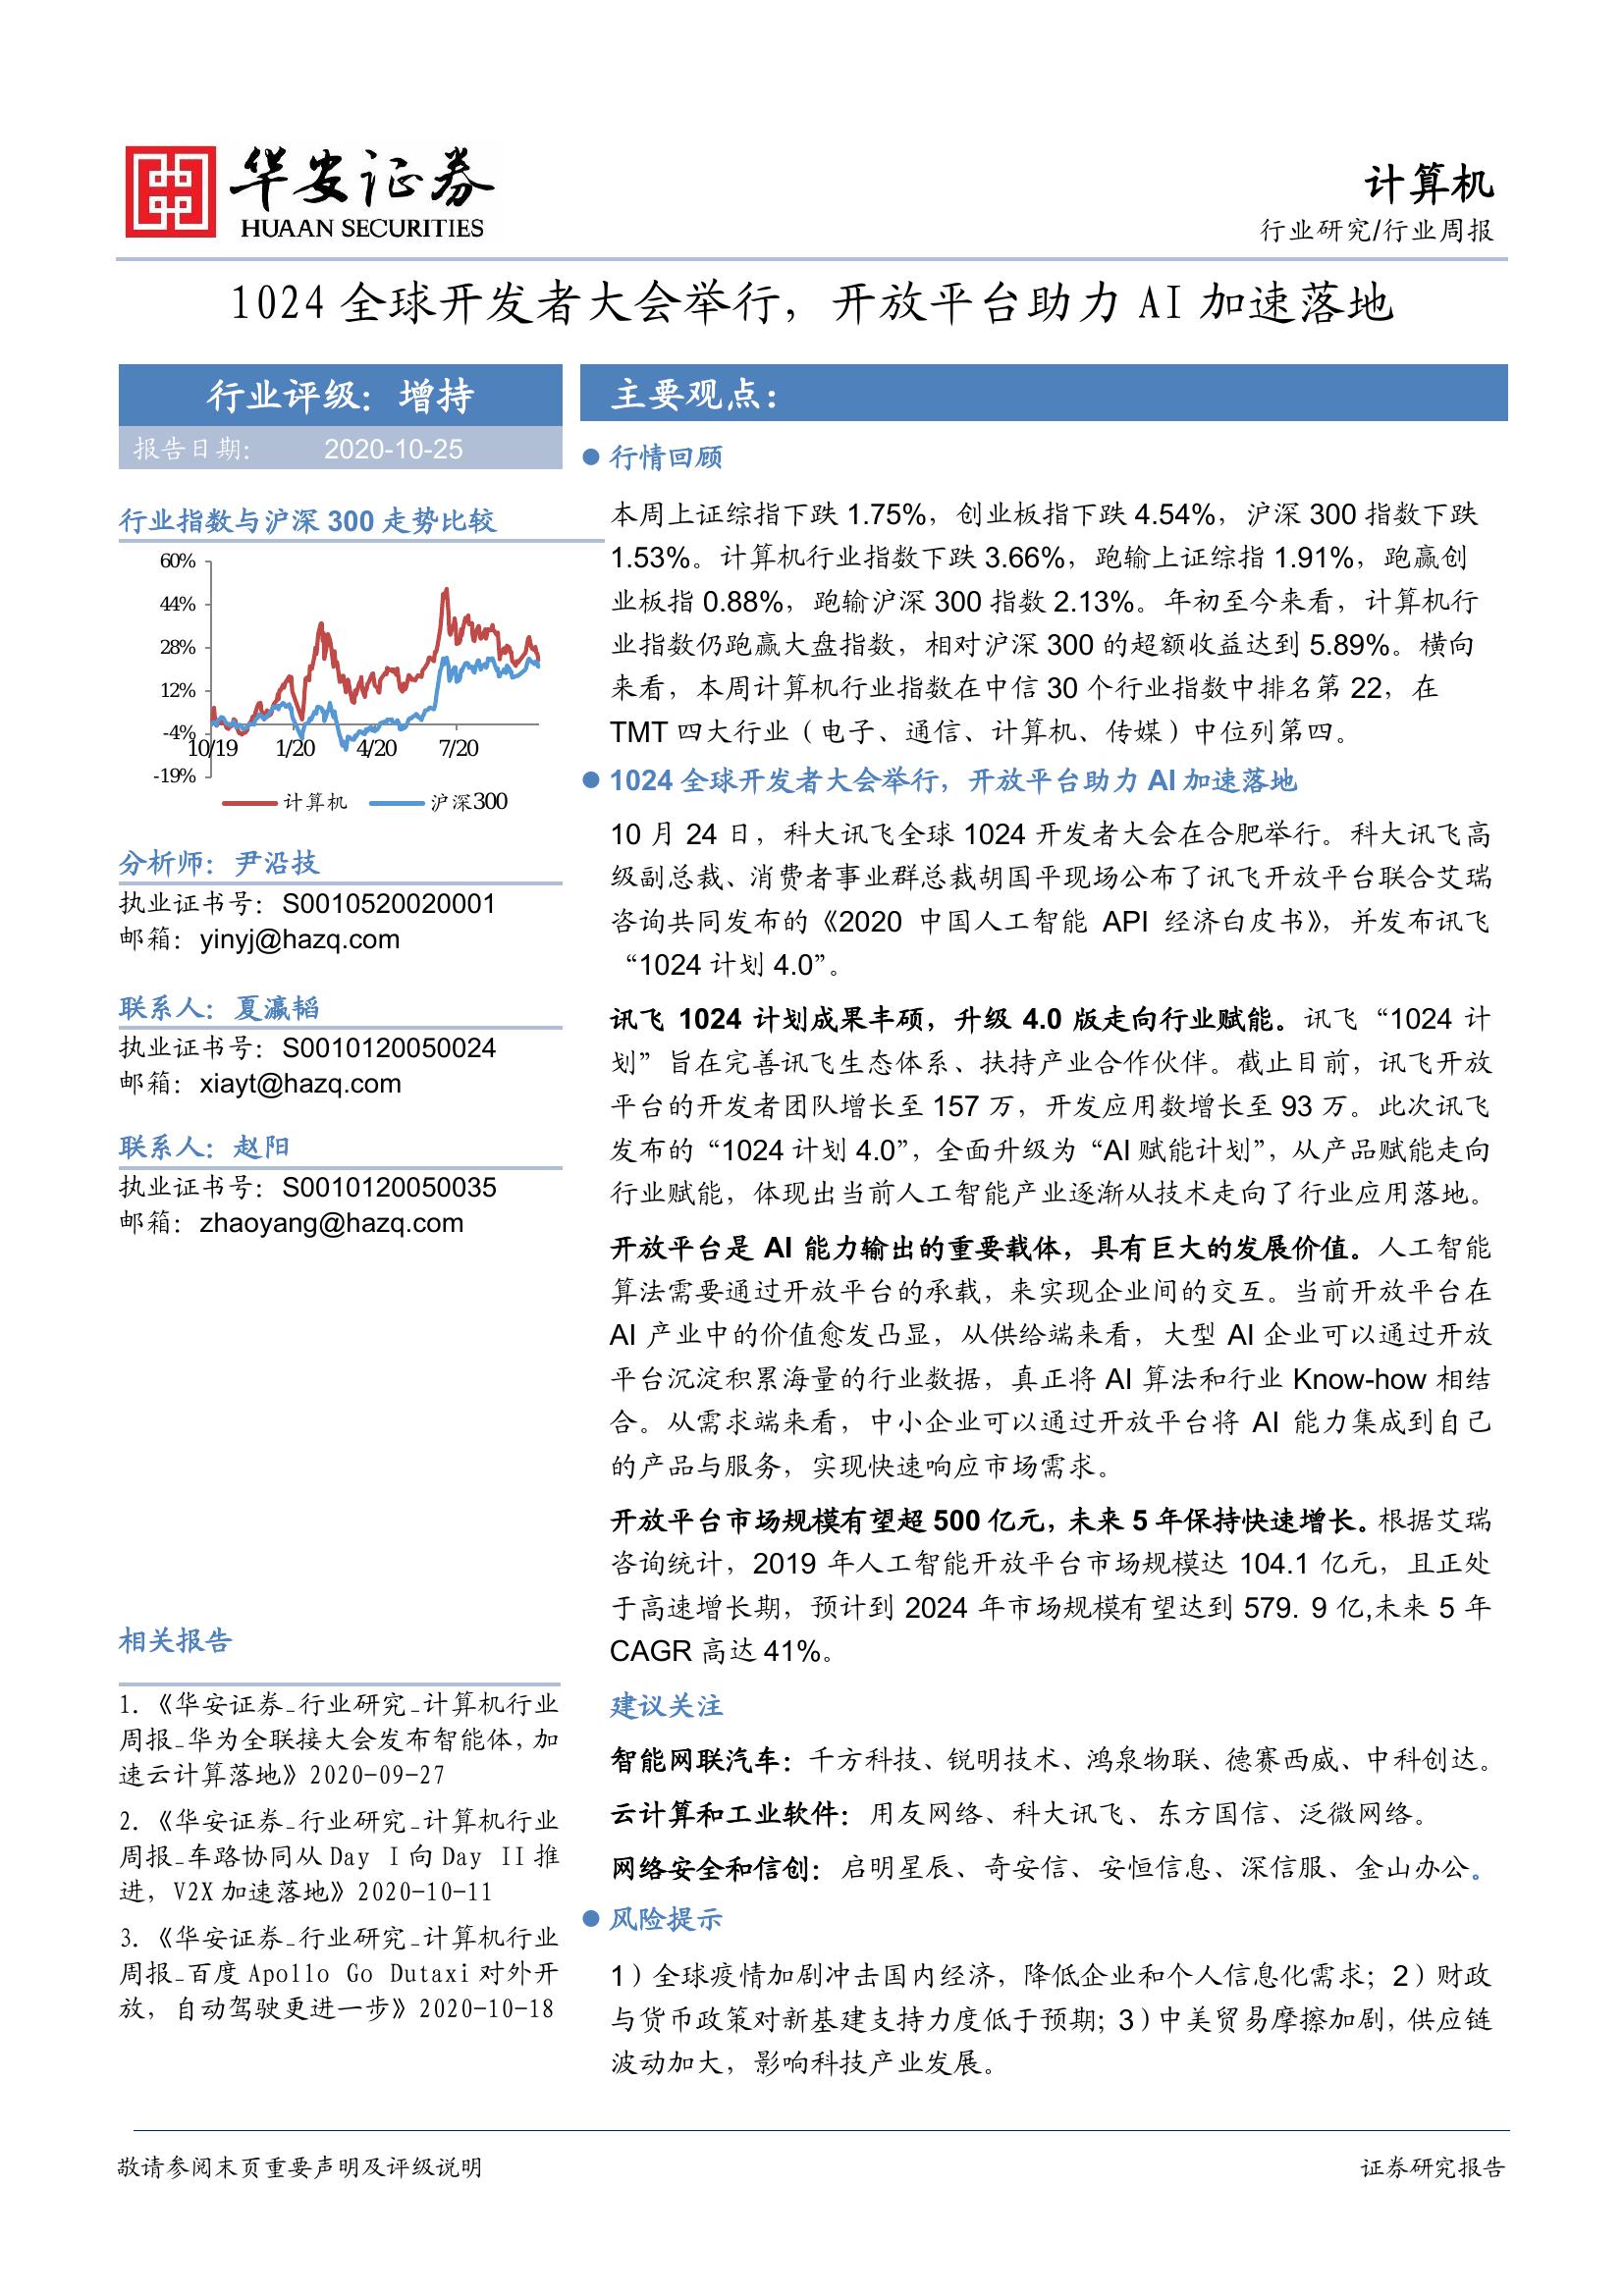 华安证券
HUAAN SECURITIES
计算机
行业研究/行业周报
1024 全球开发者大会举行，开放平台助力 AI 加速落地
行业评级：增持
报告日期： 2020-10-25
行业指数与沪深 300 走势比较
60%
44%
28%
12%
-4%
-19%
10/19 1/20 4/20 7/20
计算机 沪深300
分析师：尹沿技
执业证书号：S0010520020001
邮箱：yinyj@hazq.com
联系人：夏瀛韬
执业证书号：S0010120050024
邮箱：xiayt@hazq.com
联系人：赵阳
执业证书号：S0010120050035
邮箱：zhaoyang@hazq.com
相关报告
1.《华安证券_行业研究_计算机行业
周报_华为全联接大会发布智能体，加
速云计算落地》2020-09-27
2.《华安证券_行业研究_计算机行业
周报_车路协同从 Day I 向 Day II 推
进，V2X 加速落地》2020-10-11
3.《华安证券_行业研究_计算机行业
周报_百度 Apollo Go Dutaxi 对外开
放，自动驾驶更进一步》2020-10-18
主要观点：
行情回顾
本周上证综指下跌 1.75%，创业板指下跌 4.54%，沪深 300 指数下跌
1.53%。计算机行业指数下跌 3.66%，跑输上证综指 1.91%，跑赢创
业板指 0.88%，跑输沪深 300 指数 2.13%。年初至今来看，计算机行
业指数仍跑赢大盘指数，相对沪深 300 的超额收益达到 5.89%。横向
来看，本周计算机行业指数在中信 30 个行业指数中排名第 22，在
TMT 四大行业（电子、通信、计算机、传媒）中位列第四。
1024 全球开发者大会举行，开放平台助力 AI 加速落地
10 月 24 日，科大讯飞全球 1024 开发者大会在合肥举行。科大讯飞高
级副总裁、消费者事业群总裁胡国平现场公布了讯飞开放平台联合艾瑞
咨询共同发布的《2020 中国人工智能 API 经济白皮书》，并发布讯飞
“1024 计划 4.0”。
讯飞 1024 计划成果丰硕，升级 4.0 版走向行业赋能。讯飞“1024 计
划”旨在完善讯飞生态体系、扶持产业合作伙伴。截止目前，讯飞开放
平台的开发者团队增长至 157 万，开发应用数增长至 93 万。此次讯飞
发布的“1024 计划 4.0”，全面升级为“AI 赋能计划”，从产品赋能走向
行业赋能，体现出当前人工智能产业逐渐从技术走向了行业应用落地。
开放平台是 AI 能力输出的重要载体，具有巨大的发展价值。人工智能
算法需要通过开放平台的承载，来实现企业间的交互。当前开放平台在
AI 产业中的价值愈发凸显，从供给端来看，大型 AI 企业可以通过开放
平台沉淀积累海量的行业数据，真正将 AI 算法和行业 Know-how 相结
合。从需求端来看，中小企业可以通过开放平台将 AI 能力集成到自己
的产品与服务，实现快速响应市场需求。
开放平台市场规模有望超 500 亿元，未来 5 年保持快速增长。根据艾瑞
咨询统计，2019 年人工智能开放平台市场规模达 104.1 亿元，且正处
于高速增长期，预计到 2024 年市场规模有望达到 579. 9 亿,未来 5 年
CAGR 高达 41%。
建议关注
智能网联汽车：千方科技、锐明技术、鸿泉物联、德赛西威、中科创达。
云计算和工业软件：用友网络、科大讯飞、东方国信、泛微网络。
网络安全和信创：启明星辰、奇安信、安恒信息、深信服、金山办公。
风险提示
1）全球疫情加剧冲击国内经济，降低企业和个人信息化需求；2）财政
与货币政策对新基建支持力度低于预期；3）中美贸易摩擦加剧，供应链
波动加大，影响科技产业发展。
敬请参阅末页重要声明及评级说明
证券研究报告